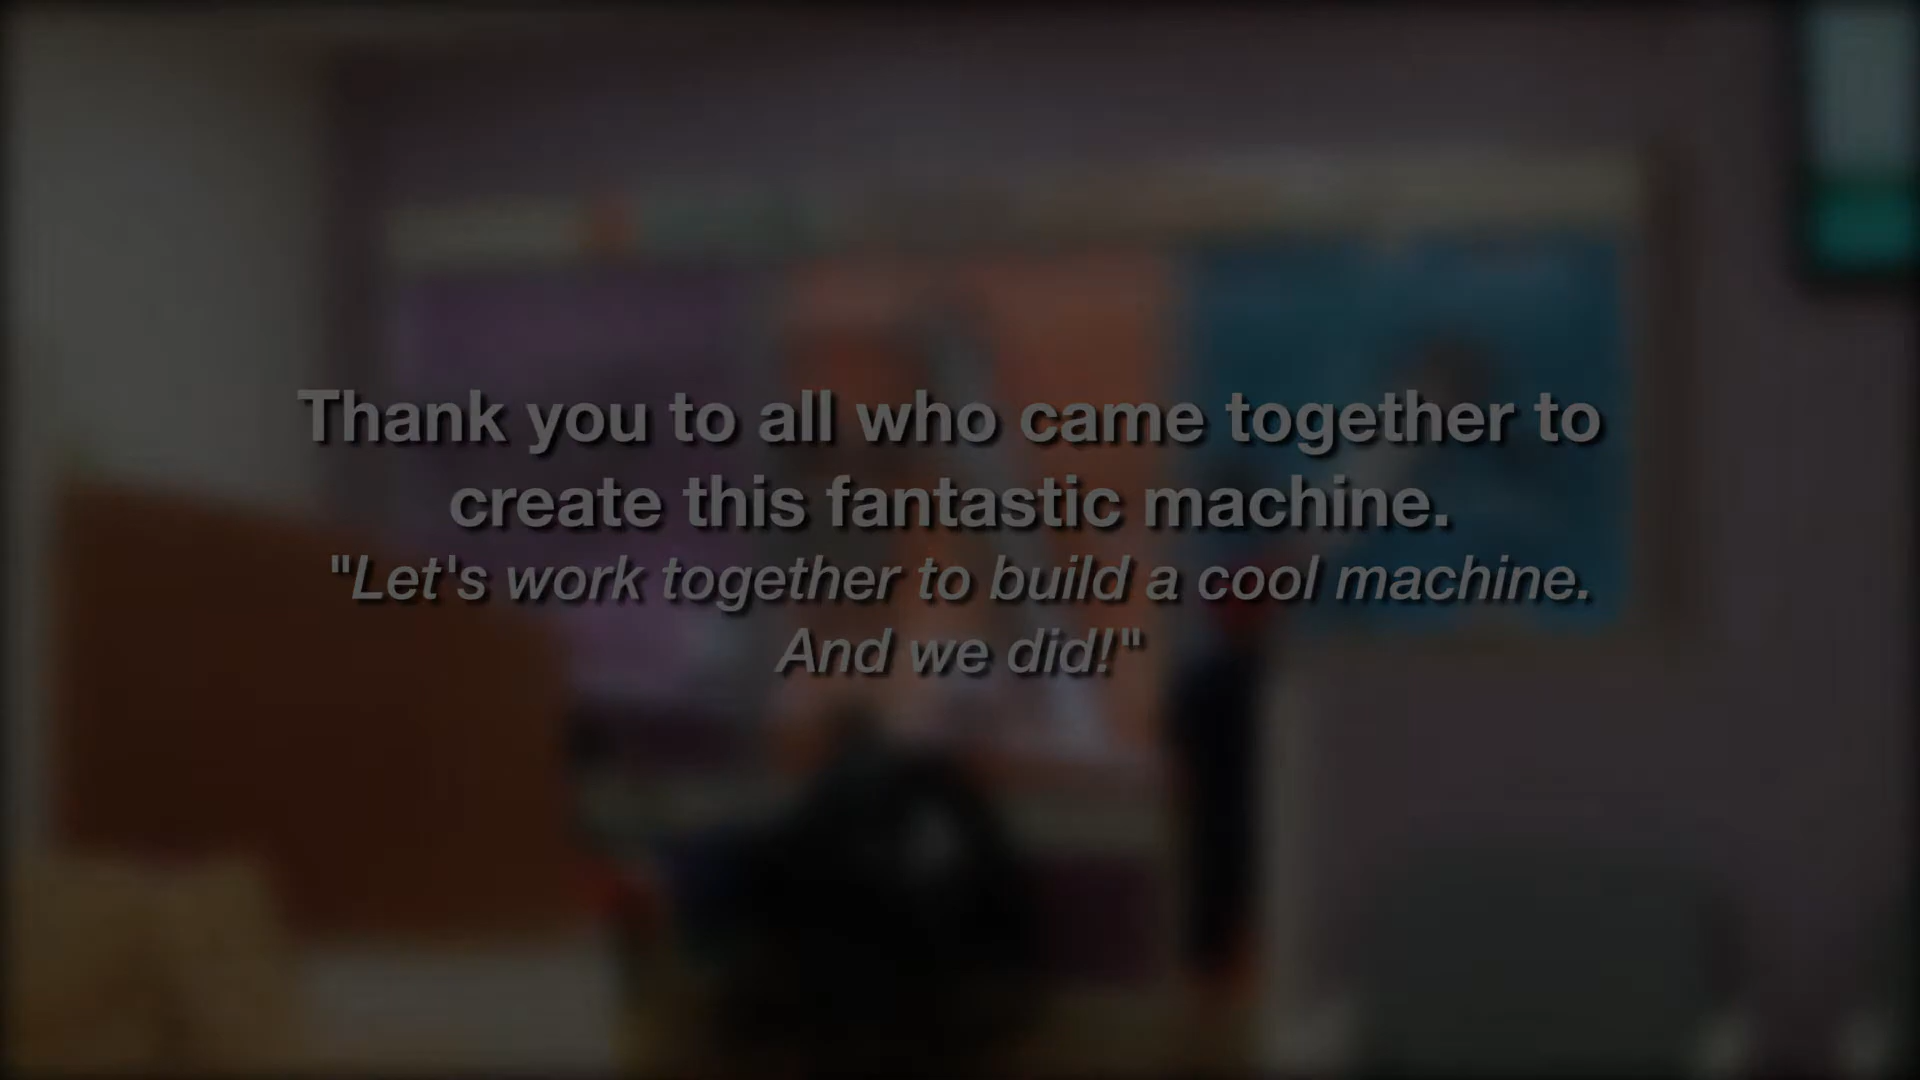 Thank you to all who came together to
create this fantastic machine.
"Let's work together to build a cool machine.
And we did!"